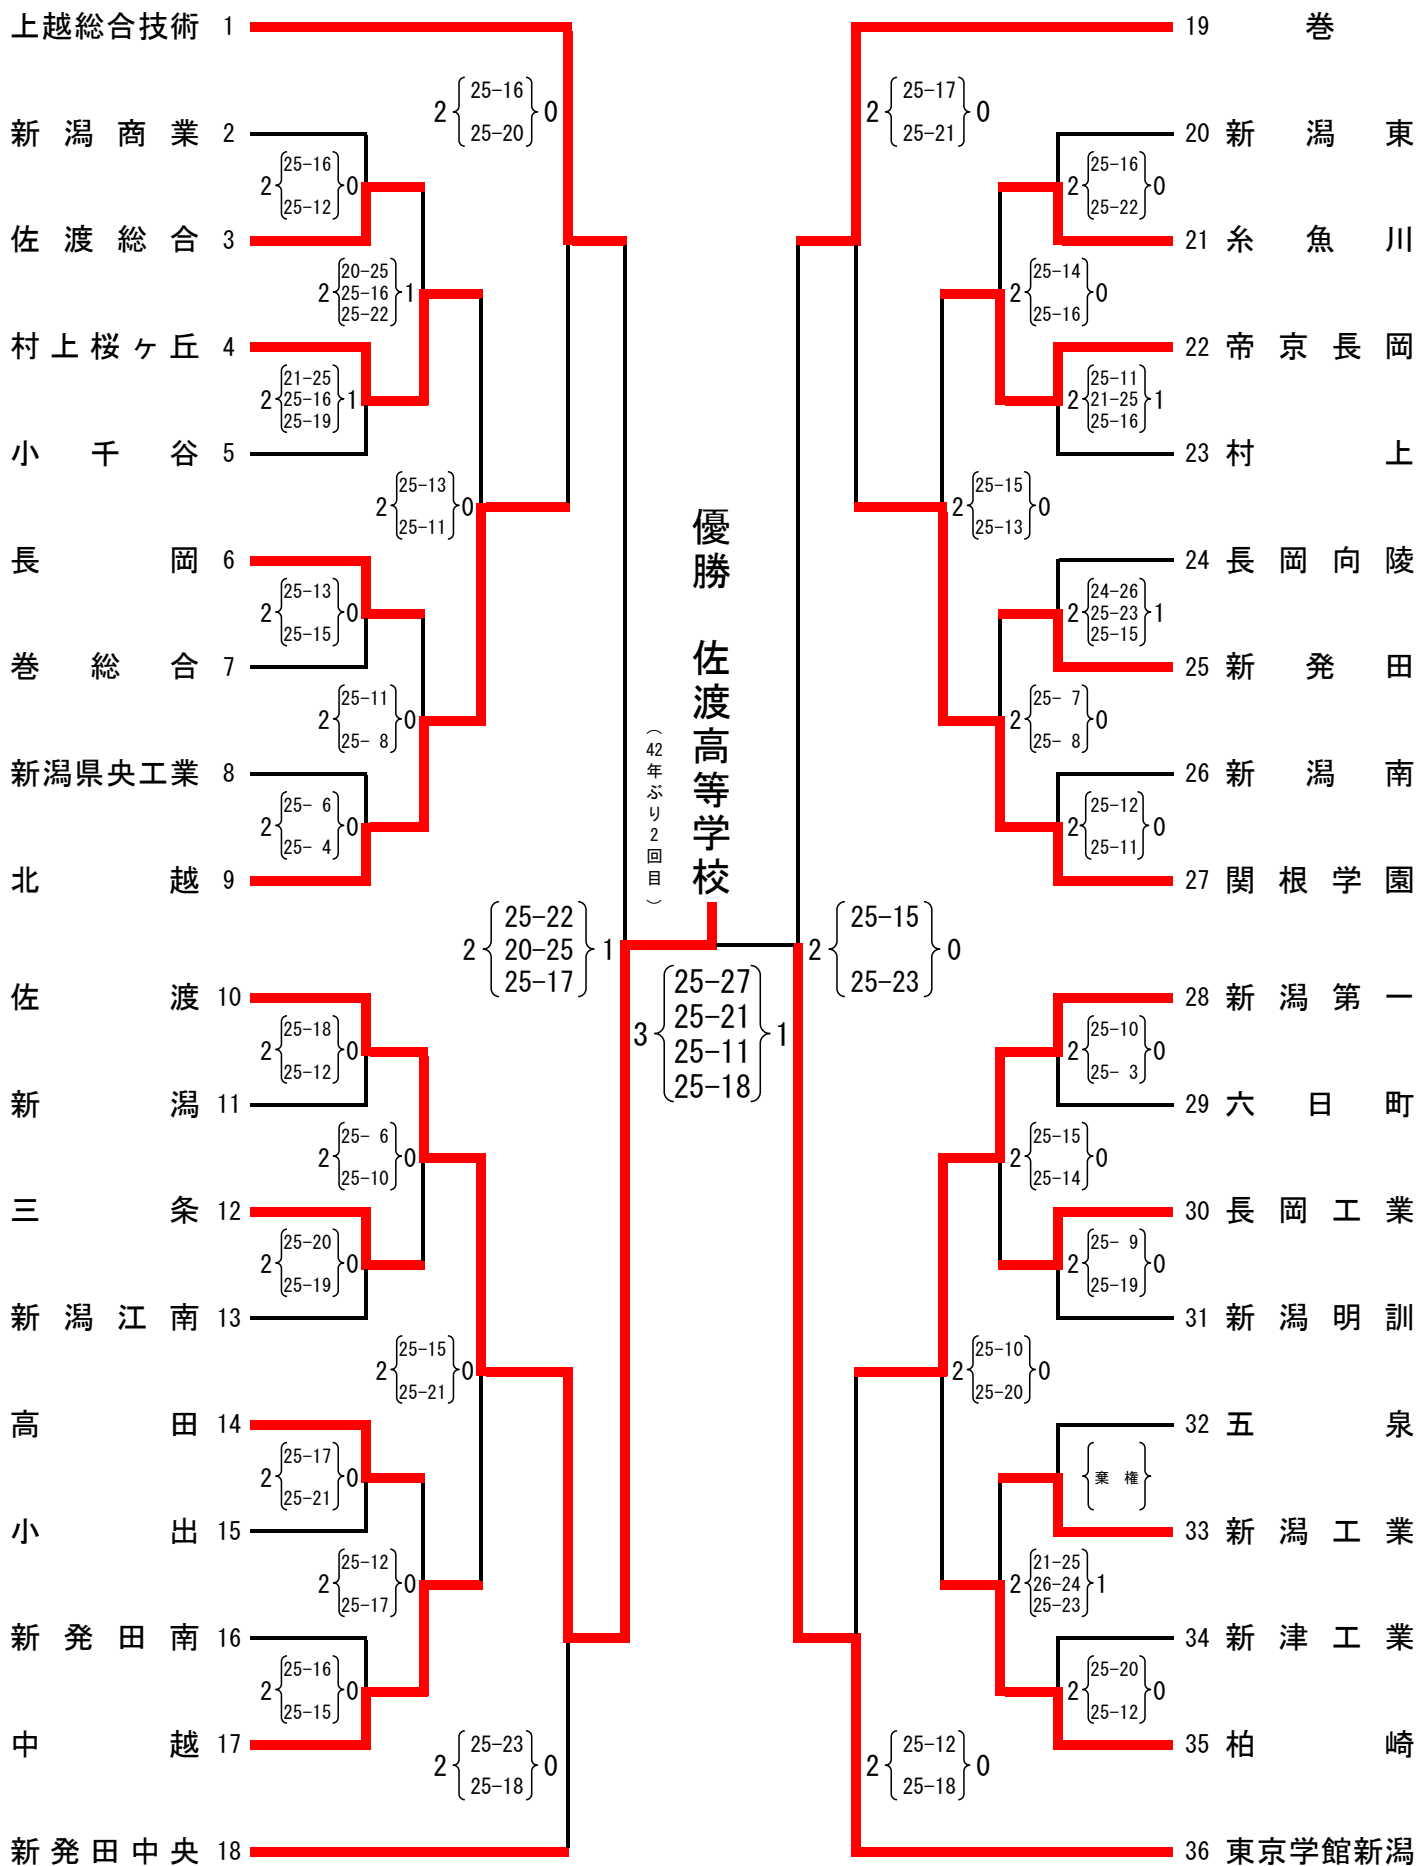 上越総合技術 1
25-16
2 0
25-20
新潟商業 2
25-16
2 0
25-12
佐渡総合 3
20-25
2 25-16 1
25-22
村上桜ヶ丘 4
21-25
2 25-16 1
25-19
小千谷 5
25-13
2 0
25-11
長岡 6
25-13
2 0
25-15
巻総合 7
25-11
2 0
25- 8
新潟県央工業 8
25- 6
2 0
25- 4
北越 9
25-22
2 20-25 1
25-17
佐渡 10
25-18
2 0
25-12
新潟 11
25- 6
2 0
25-10
三条 12
25-20
2 0
25-19
新潟江南 13
25-15
2 0
25-21
高田 14
25-17
2 0
25-21
小出 15
25-12
2 0
25-17
新発田南 16
25-16
2 0
25-15
中越 17
25-23
2 0
25-18
新発田中央 18
優勝 佐渡高等学校
（42年ぶり2回目）
25-27
25-21
3 1
25-11
25-18
19 巻
25-17
2 0
25-21
20 新潟東
25-16
2 0
25-22
21 糸魚川
25-14
2 0
25-16
22 帝京長岡
25-11
2 21-25 1
25-16
23 村上
25-15
2 0
25-13
24 長岡向陵
24-26
2 25-23 1
25-15
25 新発田
25- 7
2 0
25- 8
26 新潟南
25-12
2 0
25-11
27 関根学園
25-15
2 0
25-23
28 新潟第一
25-10
2 0
25- 3
29 六日町
25-15
2 0
25-14
30 長岡工業
25- 9
2 0
25-19
31 新潟明訓
25-10
2 0
25-20
32 五泉
棄権
33 新潟工業
21-25
2 26-24 1
25-23
34 新津工業
25-20
2 0
25-12
35 柏崎
25-12
2 0
25-18
36 東京学館新潟